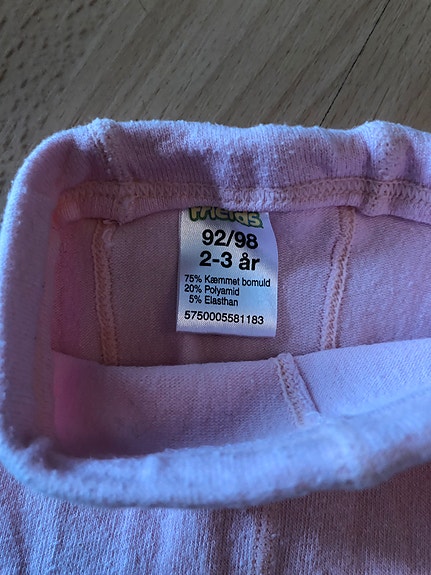 Friends
92/98
2-3 år
75% Kæmmet bomuld
20% Polyamid
5% Elasthan
5750005581183